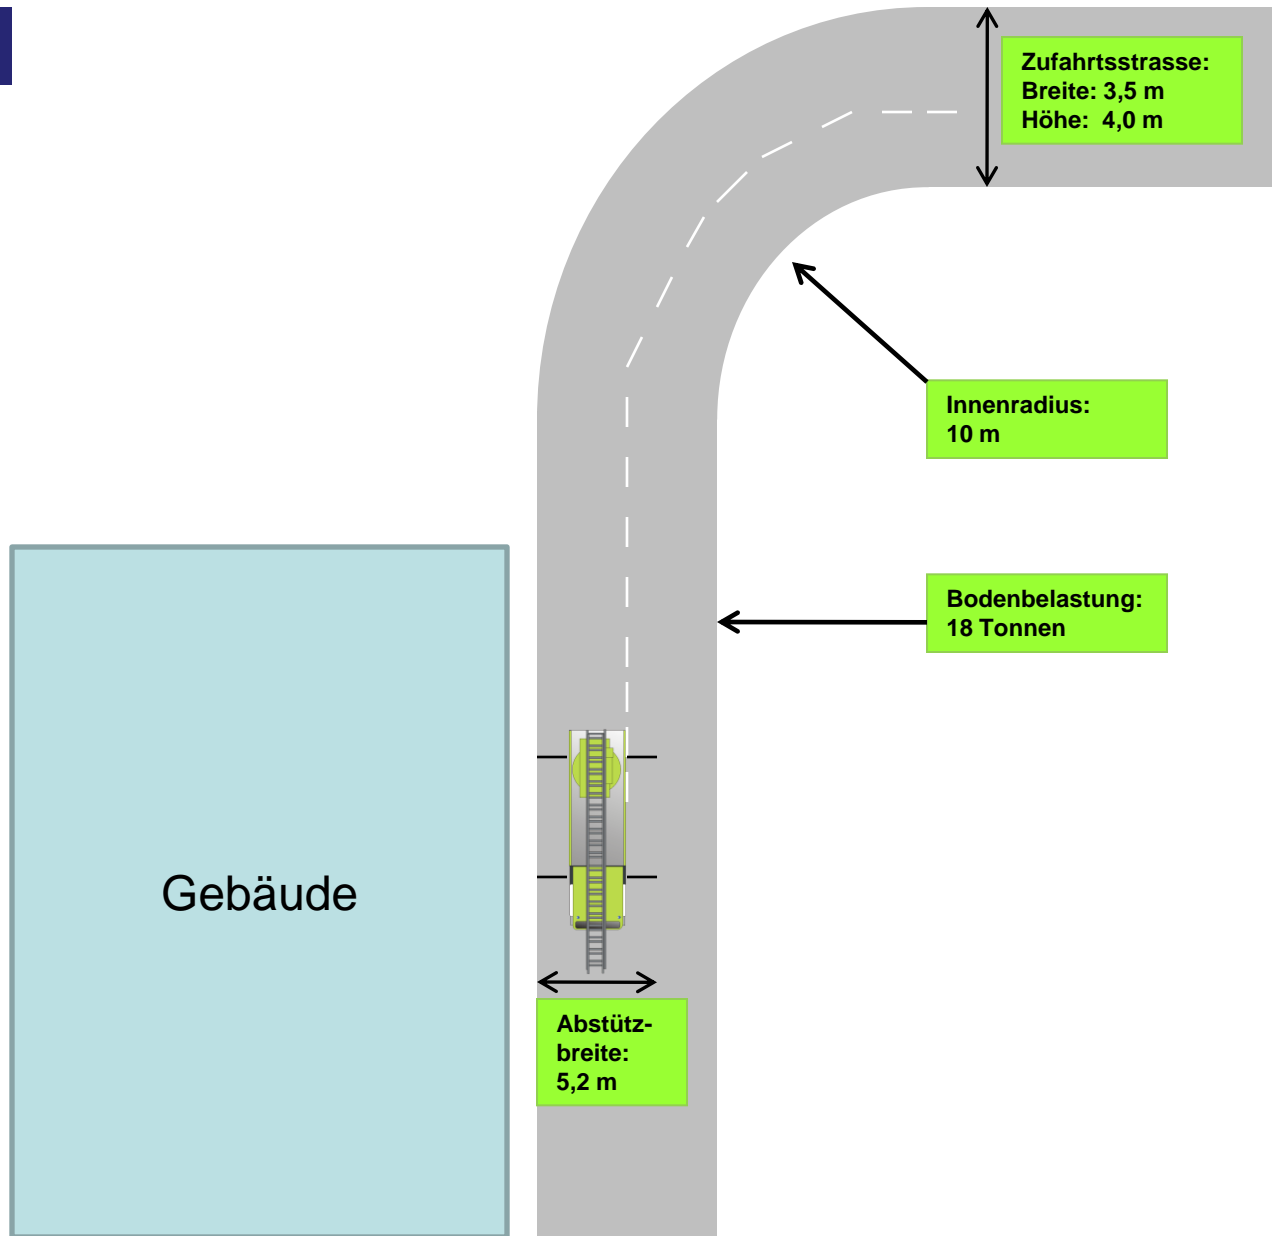 Zufahrtsstrasse:
Breite: 3,5 m
Höhe: 4,0 m
Innenradius:
10 m
Bodenbelastung:
18 Tonnen
Gebäude
Abstütz-
breite:
5,2 m